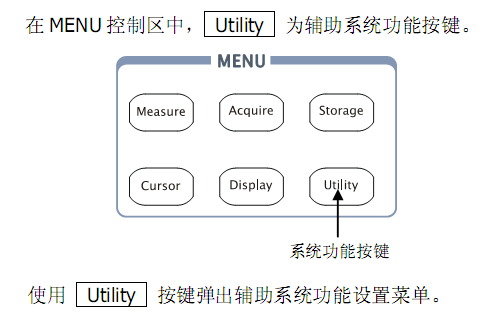 在 MENU 控制区中， Utility 为辅助系统功能按键。
MENU
Measure Acquire Storage
Cursor Display Utility
系统功能按键
使用 Utility 按键弹出辅助系统功能设置菜单。